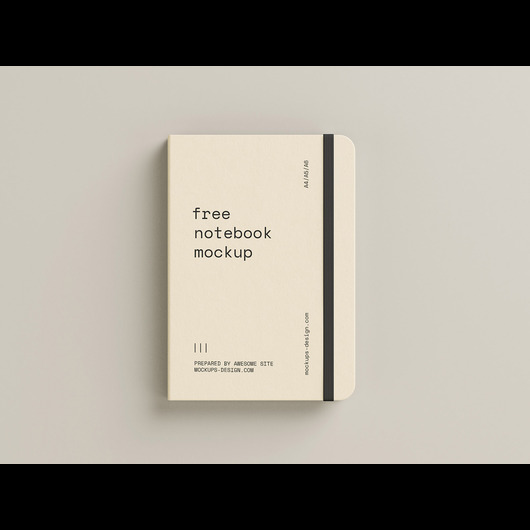 A4/A5/A6
free
notebook
mockup
mockups-design.com
|||
PREPARED BY AWESOME SITE
MOCKUPS-DESIGN.COM